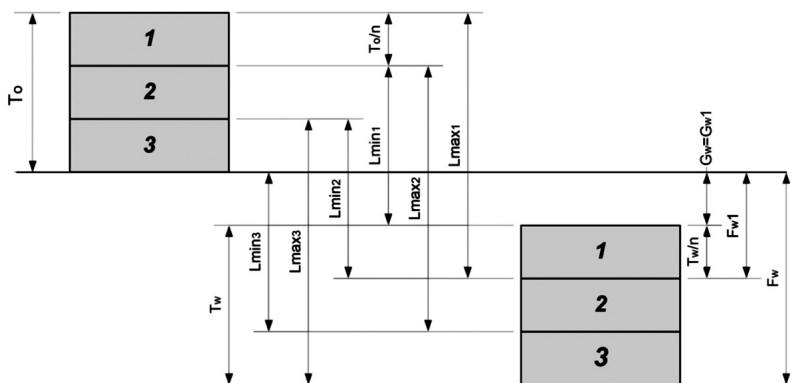 1
2
3
To
To/n
Lmin1
Lmax1
Lmin2
Lmax2
Lmin3
Lmax3
Gw=Gw1
Fw1
Tw/n
Fw
Tw
1
2
3